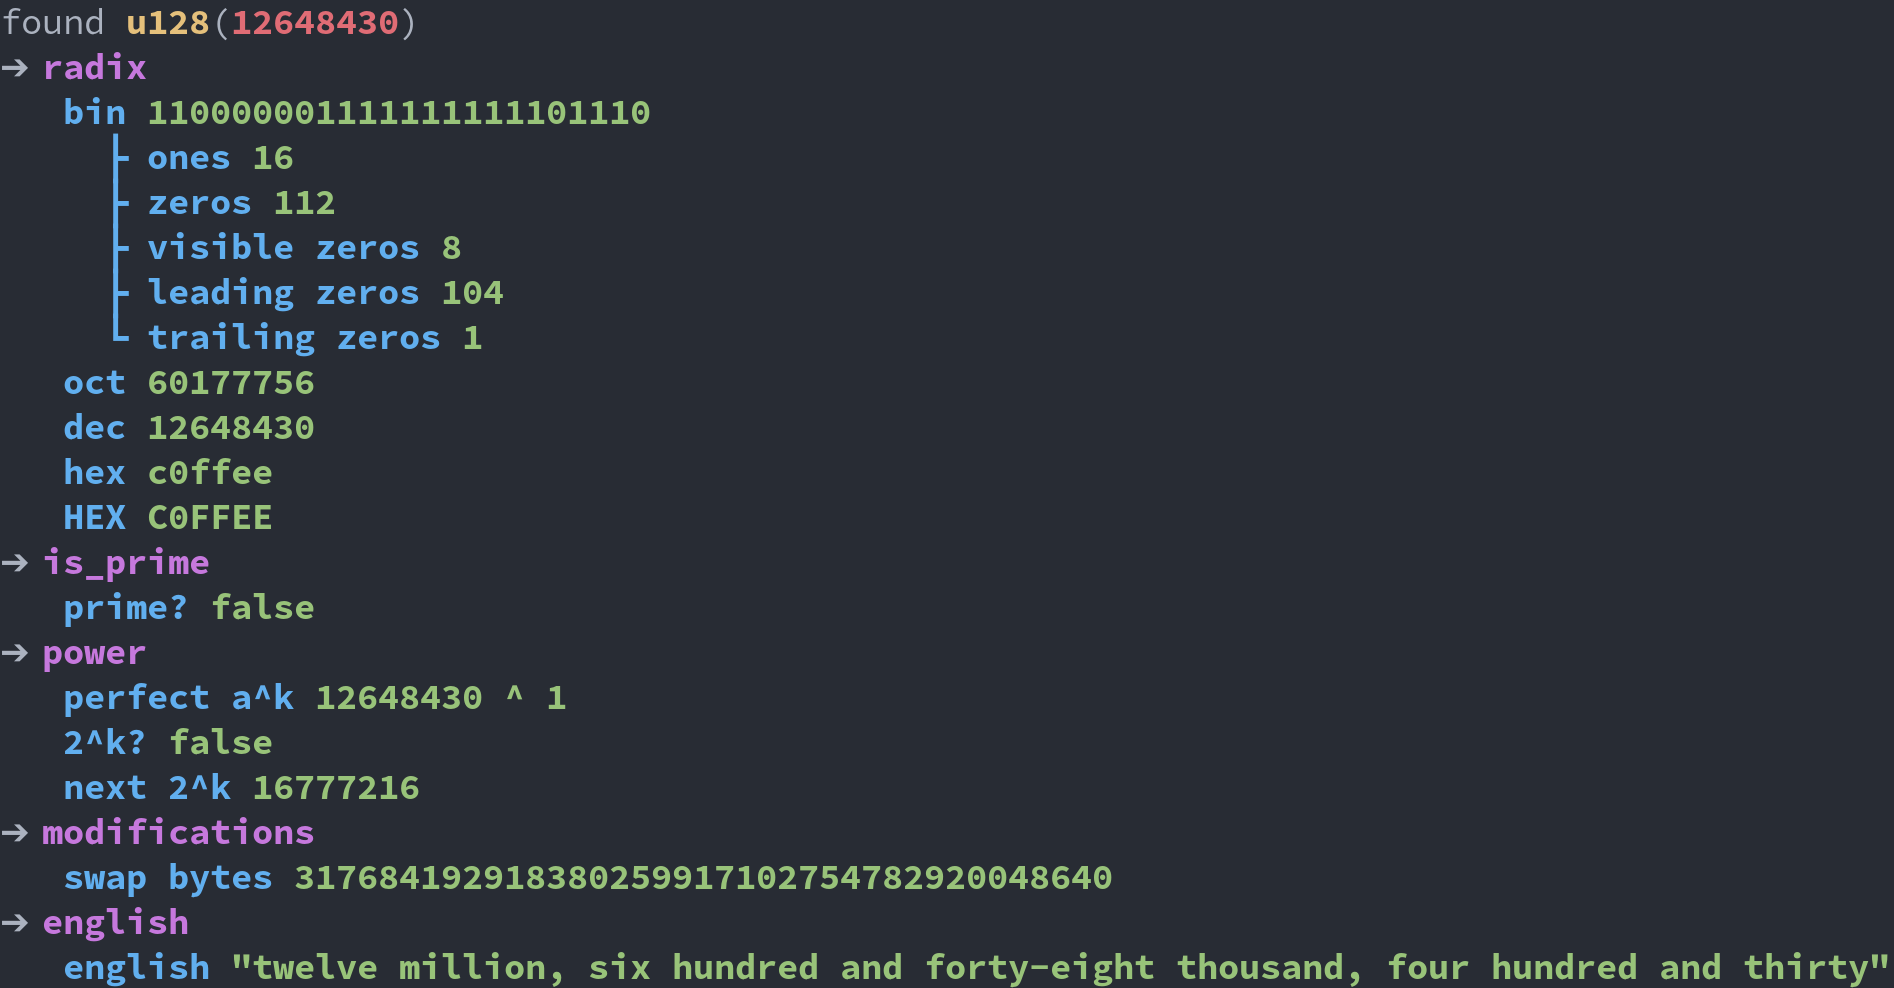 found u128(12648430)
→ radix
bin 110000001111111111101110
├ ones 16
├ zeros 112
├ visible zeros 8
├ leading zeros 104
└ trailing zeros 1
oct 60177756
dec 12648430
hex c0ffee
HEX C0FFEE
→ is_prime
prime? false
→ power
perfect a^k 12648430 ^ 1
2^k? false
next 2^k 16777216
→ modifications
swap bytes 317684192918380259917102754782920048640
→ english
english "twelve million, six hundred and forty-eight thousand, four hundred and thirty"